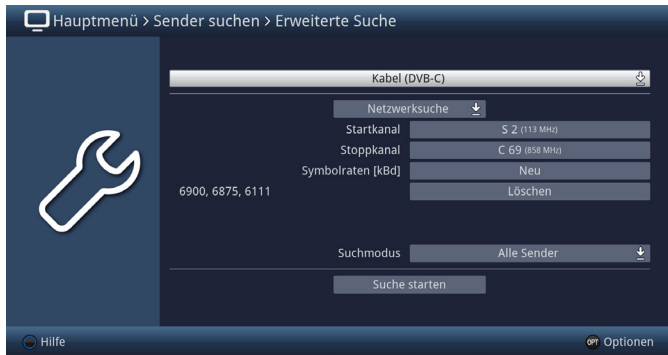 Hauptmenü > Sender suchen > Erweiterte Suche
Kabel (DVB-C)
Netzwerksuche
Startkanal S 2 (113 MHz)
Stoppkanal C 69 (858 MHz)
Symbolraten [kBd] Neu
6900, 6875, 6111 Löschen
Suchmodus Alle Sender
Suche starten
Hilfe OPT Optionen